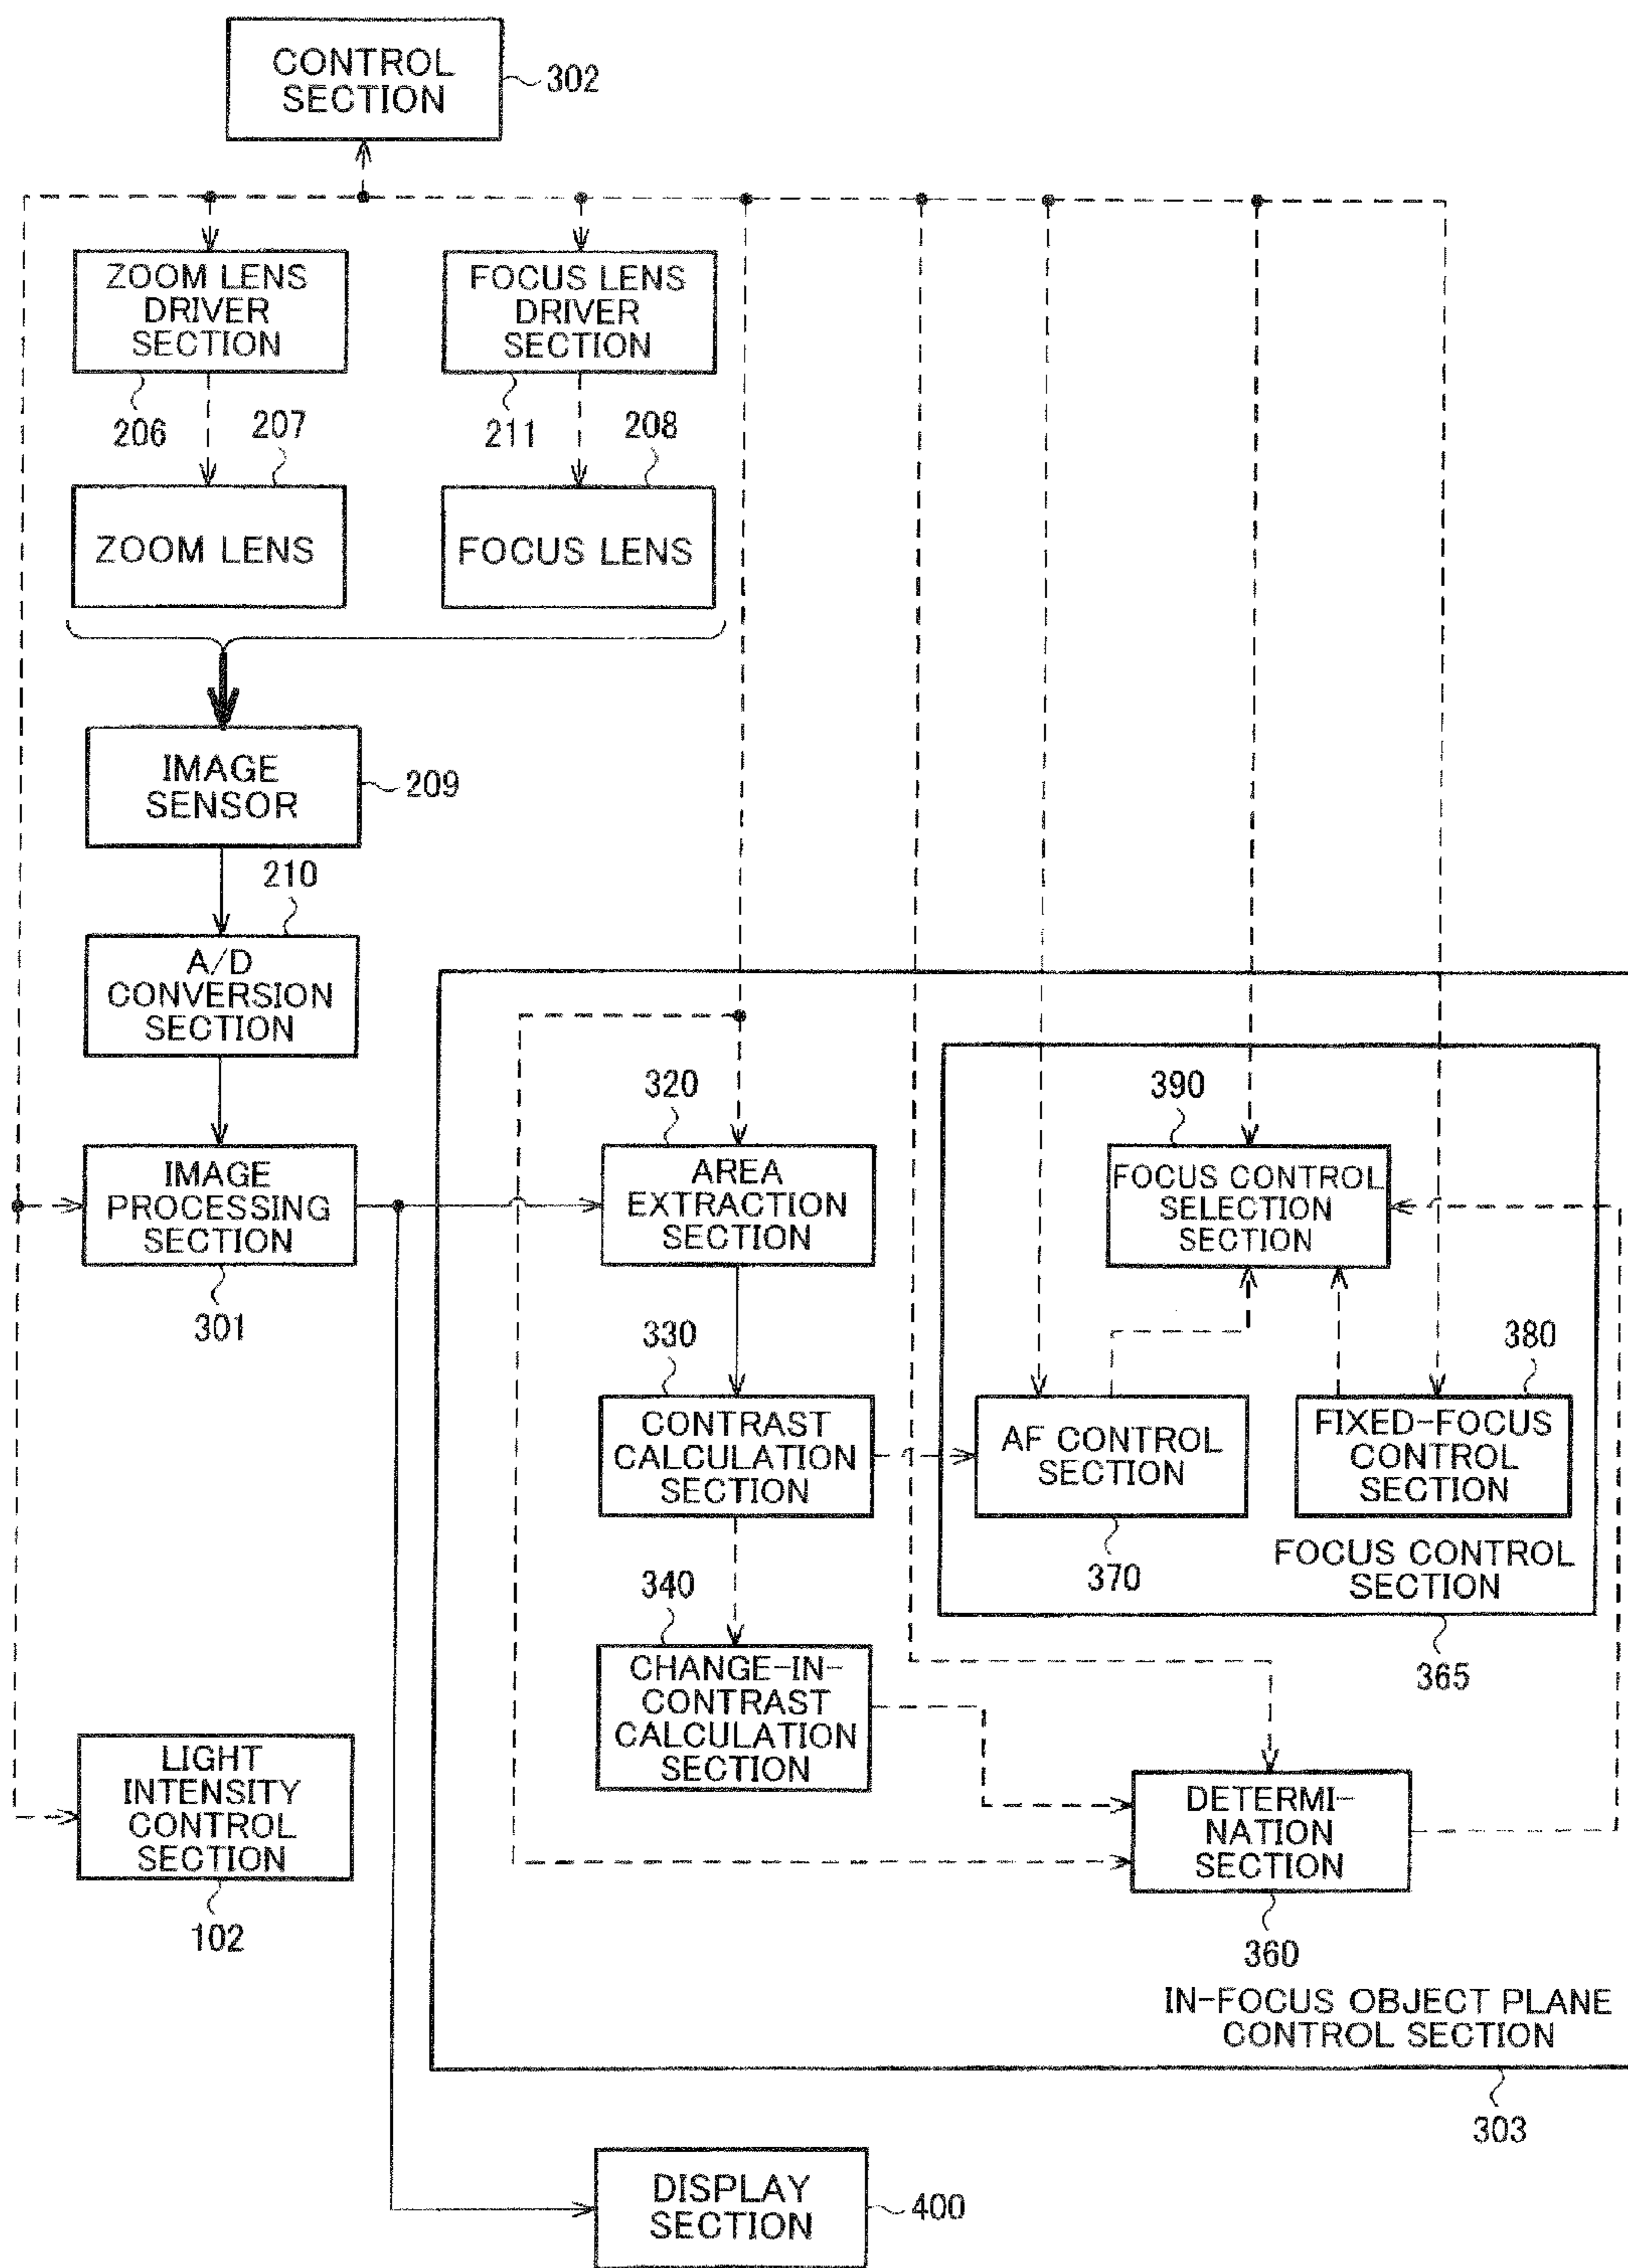 CONTROL
SECTION
302
ZOOM LENS
DRIVER
SECTION
206
FOCUS LENS
DRIVER
SECTION
211
207
ZOOM LENS
208
FOCUS LENS
IMAGE
SENSOR
209
210
A/D
CONVERSION
SECTION
IMAGE
PROCESSING
SECTION
301
320
AREA
EXTRACTION
SECTION
390
FOCUS CONTROL
SELECTION
SECTION
330
CONTRAST
CALCULATION
SECTION
AF CONTROL
SECTION
370
380
FIXED-FOCUS
CONTROL
SECTION
FOCUS CONTROL
SECTION
365
340
CHANGE-IN-
CONTRAST
CALCULATION
SECTION
LIGHT
INTENSITY
CONTROL
SECTION
102
DETERMI-
NATION
SECTION
360
IN-FOCUS OBJECT PLANE
CONTROL SECTION
303
DISPLAY
SECTION
400